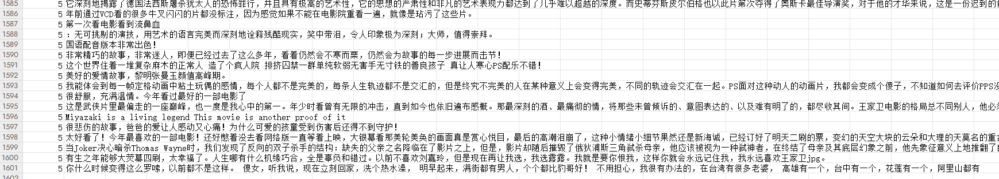 1585 5 它深刻地揭露了德国法西斯屠杀犹太人的恐怖罪行，并且具有极高的艺术性，它的思想的严肃性和非凡的艺术表现力都达到了几乎难以超越的深度。而史蒂芬斯皮尔伯格也以此片第次夺得了奥斯卡最佳导演奖，对于他的才华来说，这是一份迟到的
1586 5 年前通过VCD看的很多牛叉闪闪的片都没标注，因为感觉如果不能在电影院重看一遍，就像是玷污了这些片。
1587 5 第一次看电影看到流鼻血
1588 5 ：无可挑剔的演技，用艺术的语言完美而深刻地诠释残酷现实，笑中带泪，令人印象极为深刻；大师，值得崇拜。
1589 5 国语配音版本非常出色！
1590 5 非常精巧的故事，非常迷人，即便已经过去了这么多年，看着仍然会不寒而栗，仍然会为故事的每一步进展而击节！
1591 5 这个世界住着一堆复杂麻木的正常人 造了个疯人院 排挤囚禁一群单纯软弱无害手无寸铁的善良孩子 真让人寒心PS配乐不错！
1592 5 美好的爱情故事，黎明张曼玉颜值高峰期。
1593 5 我能体会到每一帧定格动画中粘土玩偶的感情，每个人都不是完美的，每条人生轨迹都不是交汇的，但是终究不完美的人在某种意义上会变得完美，不同的轨迹会交汇在一起。PS面对这种动人的动画片，我都会变成个傻子，不知道如何去评价PPS没
1594 5 很舒服，充满温情。今年看过最好的一部电影了
1595 5 这是武侠片里最偏走的一座巅峰，也一度是我心中的第一。年少时看曾有无限的冲击，直到如今也依旧遍布感概。那最深刻的酒、最痛彻的情，将那些未曾倾诉的、意图表达的、以及难有明了的，都尽收其间。王家卫电影的格局总不同别人，他必须
1596 5 Miyazaki is a living legend This movie is another proof of it
1597 5 很悲伤的故事，爸爸的爱让人感动又心痛！为什么可爱的孩童受到伤害后还得不到守护！
1598 5 太好看了！今年最喜欢的一部电影！还好憋着没去看网络版一直等着上映，大银幕看那美轮美奂的画面真是赏心悦目，最后的高潮泪崩了，这种小情绪小细节果然还是新海诚，已经订好了明天二刷的票，变幻的天空大块的云朵和大理的天莫名的重合
1599 5 当Joker决心暗杀Thomas Wayne时，我们发现了反向的双子杀手的结构：缺失的父亲之名降临在了影片之上，但是，影片却随后摧毁了俄狄浦斯三角弑杀母亲，他应该被视为一种弑神者，在终结了母亲及其底层幻象之前，他先象征意义上地推翻了
1600 5 有生之年能够大荧幕四刷，太幸福了。人生哪有什么机缘巧合，全是辜负和错过。以前不喜欢刘嘉玲，但是现在再让我选，我选露露。我就是要你恨我，这样你就会永远记住我，我永远喜欢王家卫jpg。
1601 5 你什么时候变得这么罗嗦，以前都不是这样。 傻女，听我说，现在立刻回家，洗个热水澡， 明早起来，满街都有男人，个个都比豹哥好！ 不用担心，我很有办法的，在台湾有很多老婆， 高雄有一个，台中有一个，花莲有一个，阿里山都有
1602